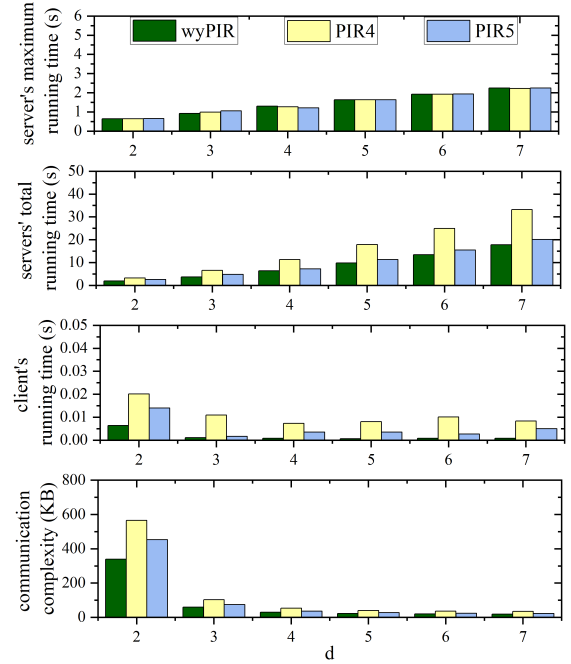 wyPIR PIR4 PIR5
server's maximum
running time (s)
6
5
4
3
2
1
0
2 3 4 5 6 7
servers' total
running time (s)
50
40
30
20
10
0
2 3 4 5 6 7
client's
running time (s)
0.05
0.04
0.03
0.02
0.01
0.00
2 3 4 5 6 7
communication
complexity (KB)
800
600
400
200
0
2 3 4 5 6 7
d